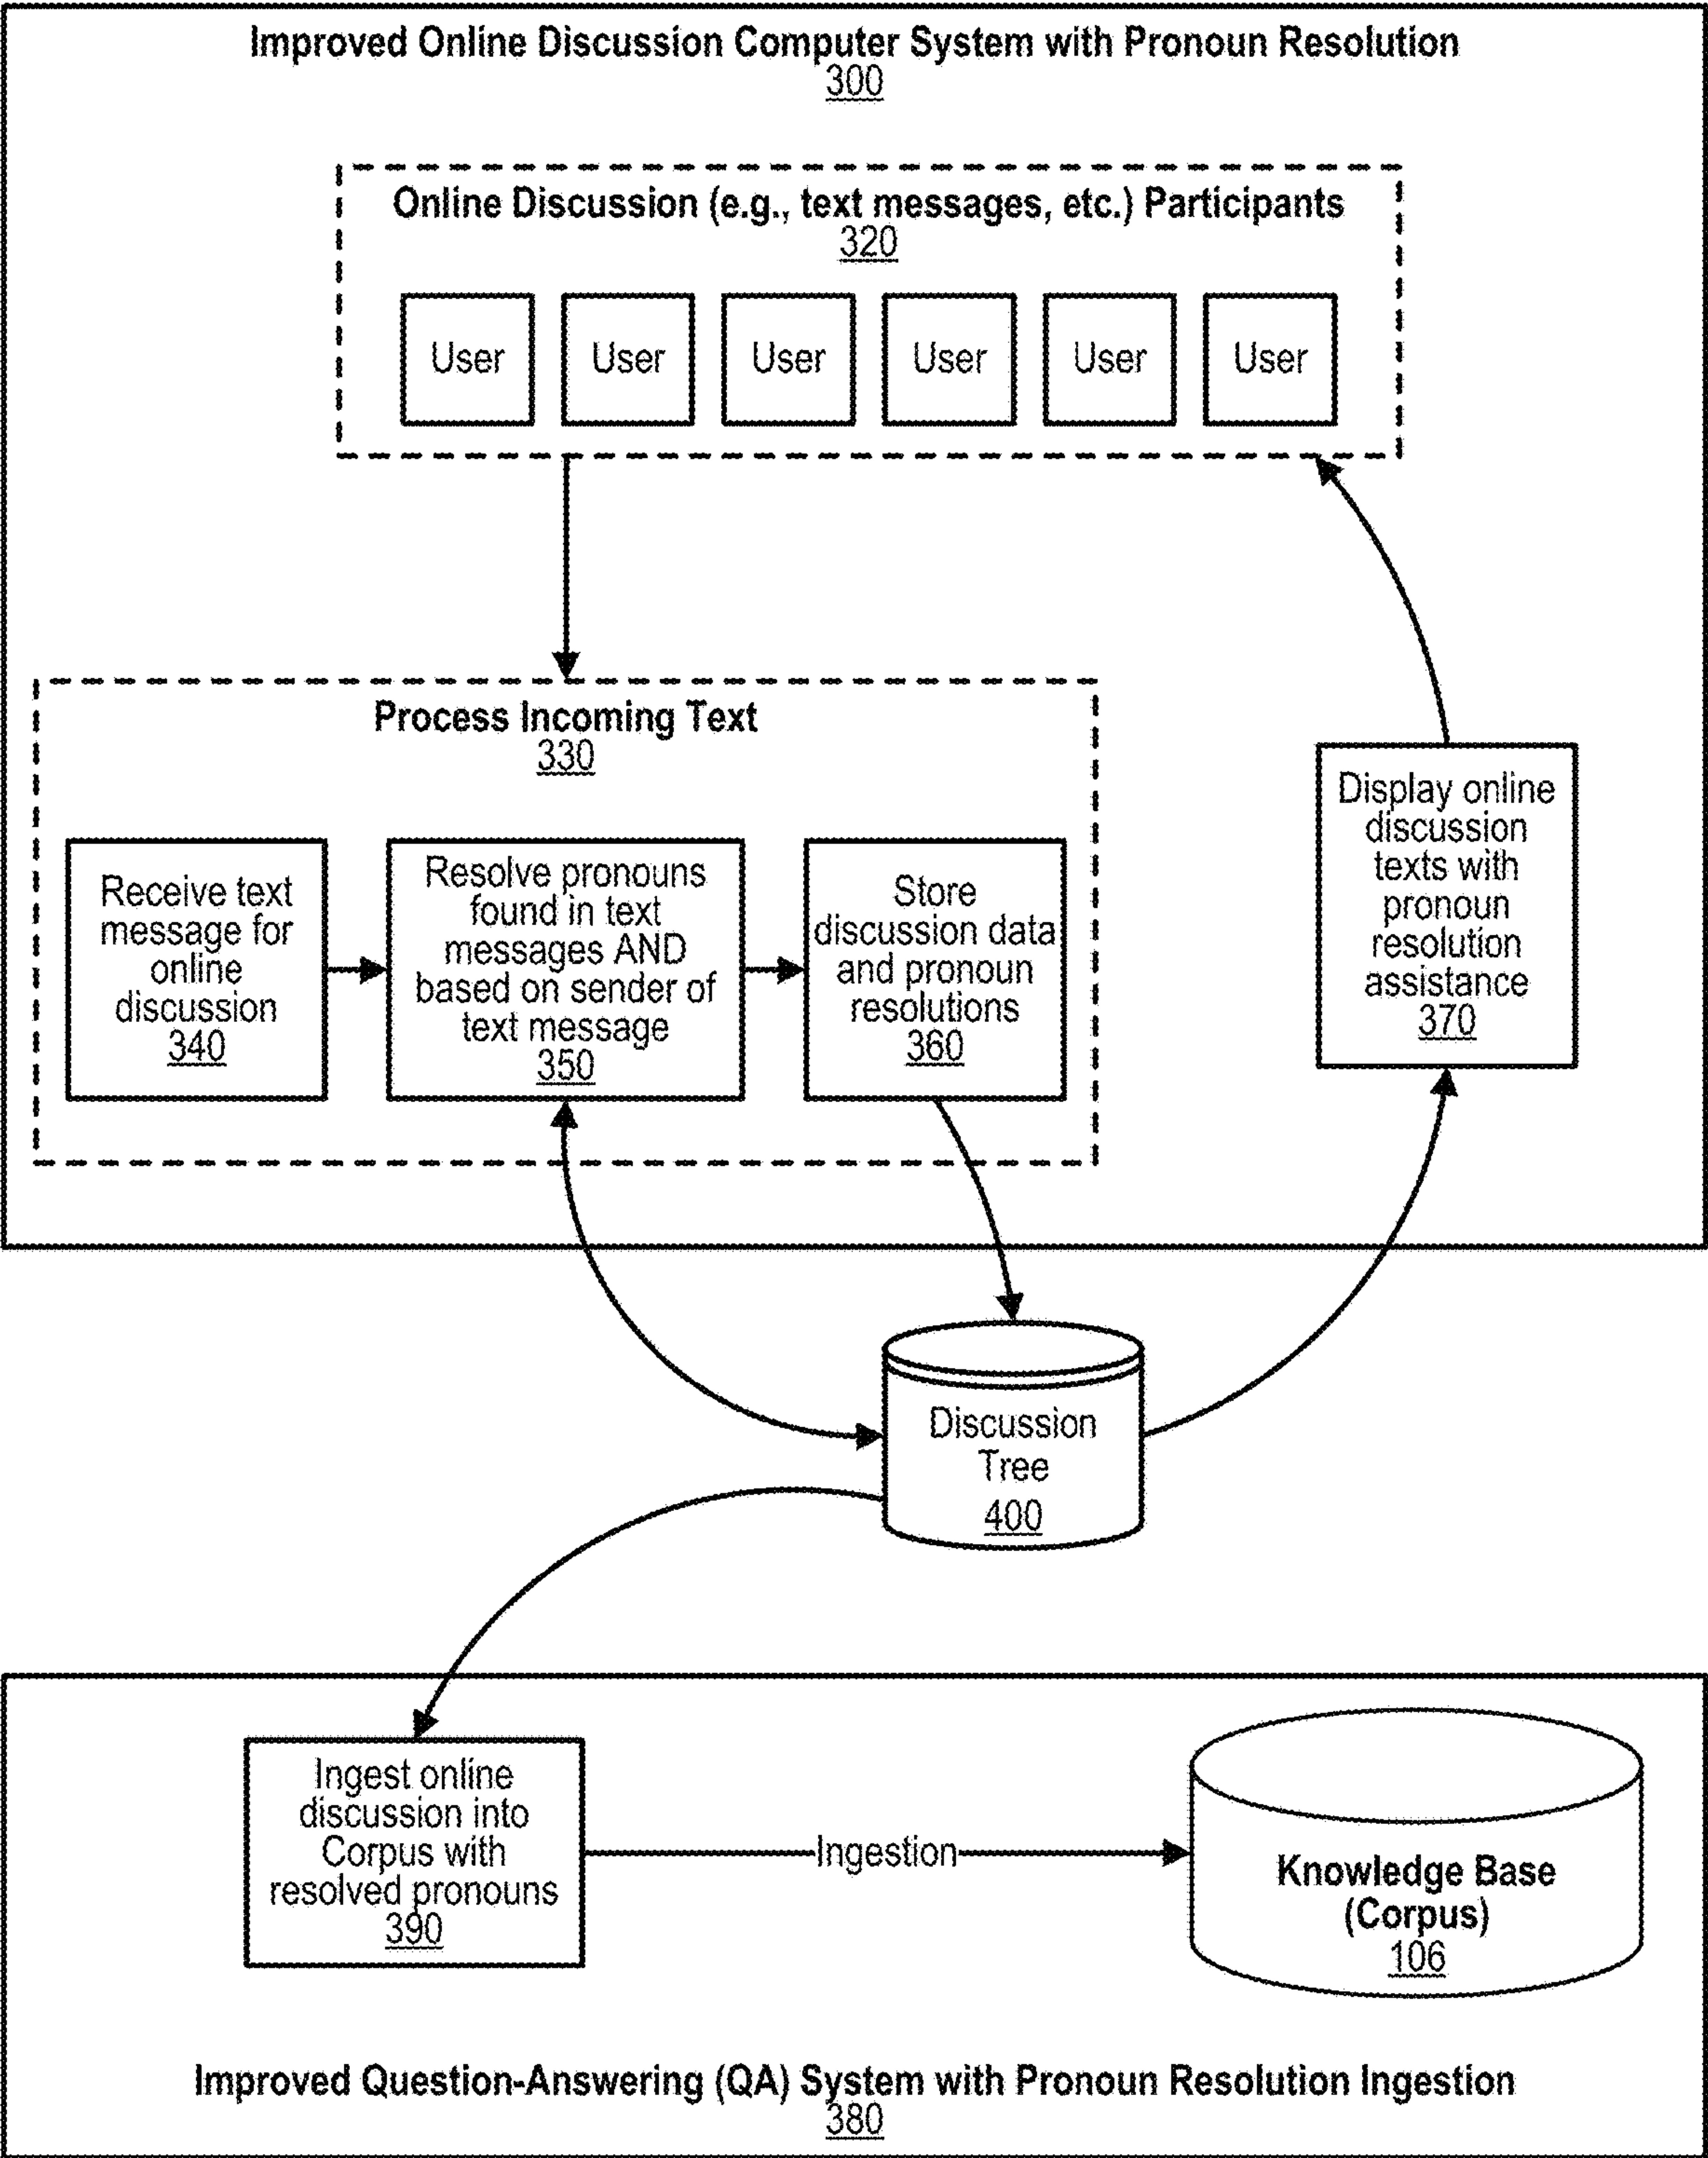 Improved Online Discussion Computer System with Pronoun Resolution
300
Online Discussion (e.g., text messages, etc.) Participants
320
User
User
User
User
User
User
Process Incoming Text
330
Receive text
message for
online
discussion
340
Resolve pronouns
found in text
messages AND
based on sender of
text message
350
Store
discussion data
and pronoun
resolutions
360
Display online
discussion
texts with
pronoun
resolution
assistance
370
Discussion
Tree
400
Ingest online
discussion into
Corpus with
resolved pronouns
390
Ingestion
Knowledge Base
(Corpus)
106
Improved Question-Answering (QA) System with Pronoun Resolution Ingestion
380